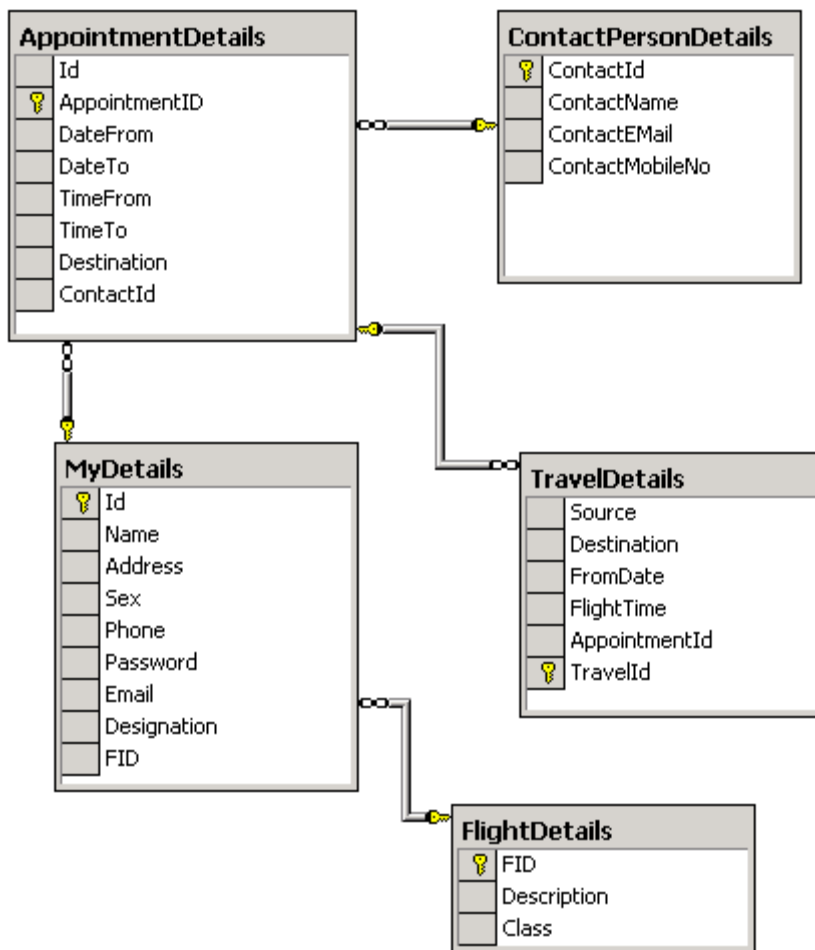 AppointmentDetails
Id
AppointmentID
DateFrom
DateTo
TimeFrom
TimeTo
Destination
ContactId
ContactPersonDetails
ContactId
ContactName
ContactEMail
ContactMobileNo
MyDetails
Id
Name
Address
Sex
Phone
Password
Email
Designation
FID
TravelDetails
Source
Destination
FromDate
FlightTime
AppointmentId
TravelId
FlightDetails
FID
Description
Class